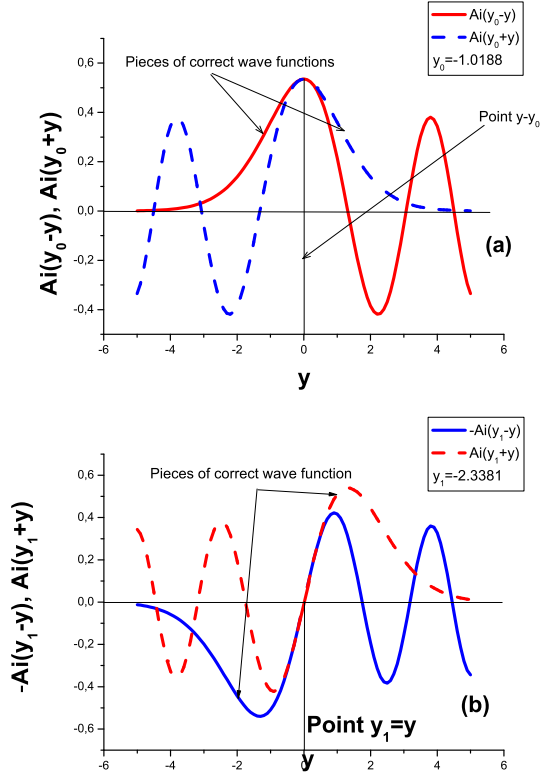 Ai(y₀-y)
Ai(y₀+y)
y₀=-1.0188
Pieces of correct wave functions
Point y-y₀
Ai(y₀-y), Ai(y₀+y)
0,6
0,4
0,2
0,0
-0,2
-0,4
(a)
-6 -4 -2 0 2 4 6
y
-Ai(y₁-y)
Ai(y₁+y)
y₁=-2.3381
Pieces of correct wave function
-Ai(y₁-y), Ai(y₁+y)
0,6
0,4
0,2
0,0
-0,2
-0,4
-0,6
(b)
Point y₁=y
-6 -4 -2 0 2 4 6
y